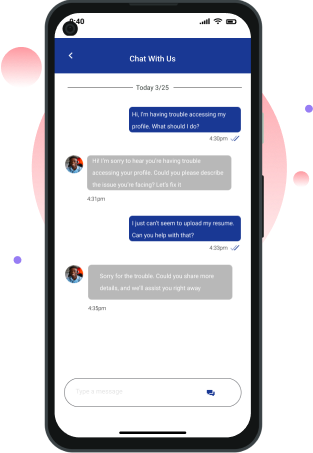 9:40
Chat With Us
Today 3/25
Hi, I'm having trouble accessing my
profile. What should I do?
4:30pm
Hi! I'm sorry to hear you're having trouble
accessing your profile. Could you please describe
the issue you're facing? Let's fix it
4:31pm
I just can't seem to upload my resume.
Can you help with that?
4:33pm
Sorry for the trouble. Could you share more
details, and we'll assist you right away
4:35pm
Type a message